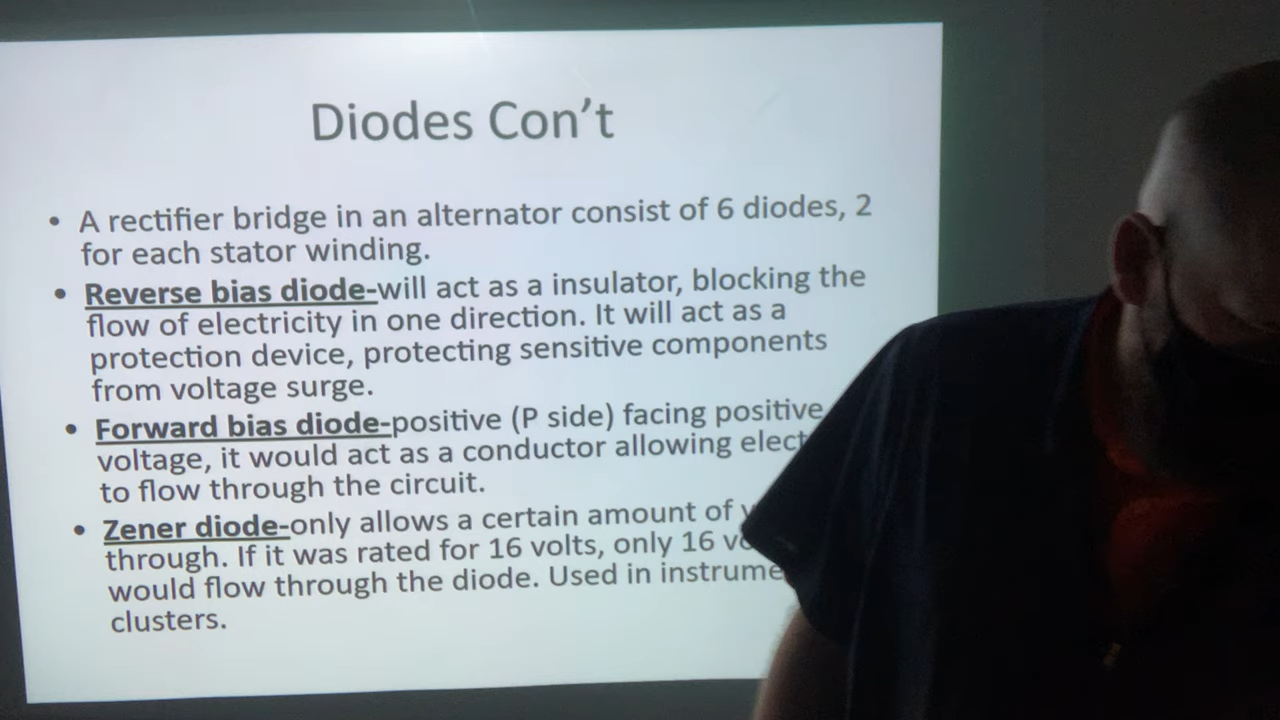 Diodes Con't
• A rectifier bridge in an alternator consist of 6 diodes, 2
for each stator winding.
• Reverse bias diode-will act as a insulator, blocking the
flow of electricity in one direction. It will act as a
protection device, protecting sensitive components
from voltage surge.
• Forward bias diode-positive (P side) facing positive
voltage, it would act as a conductor allowing
to flow through the circuit.
• Zener diode-only allows a certain amount of
through. If it was rated for 16 volts, only 16
would flow through the diode. Used in
clusters.